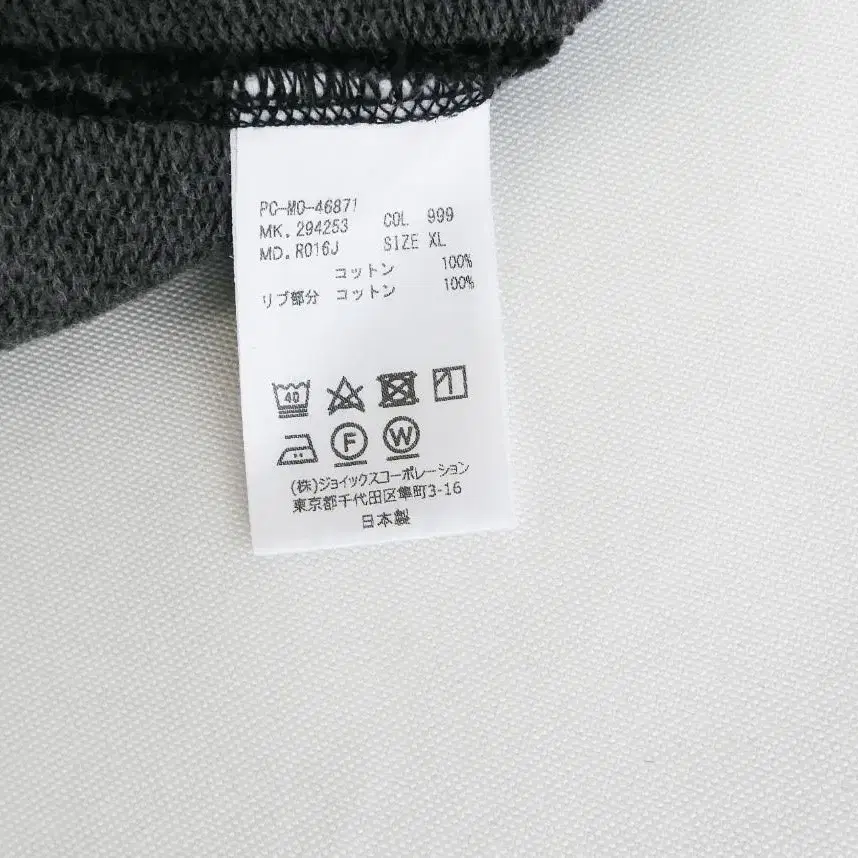 PC-MO-46871
MK. 294253 COL 999
MD. R016J SIZE XL
コットン 100%
リブ部分 コットン 100%
40
F W
(株)ジョイックスコーポレーション
東京都千代田区隼町3-16
日本製